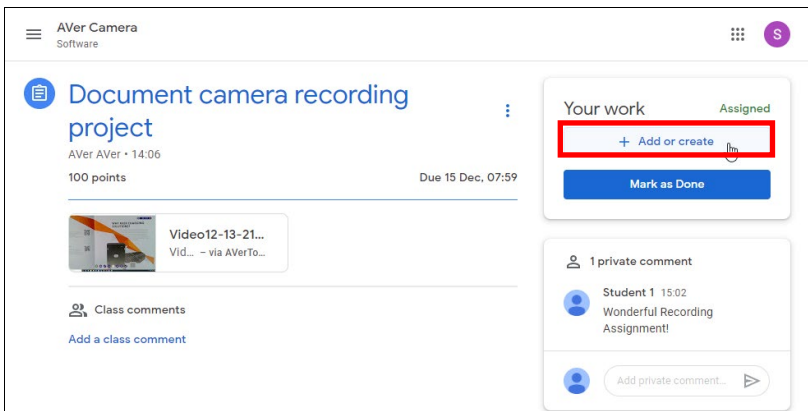 AVer Camera
Software
S
Document camera recording
project
AVer AVer • 14:06
100 points
Due 15 Dec, 07:59
Video12-13-21...
Vid... – via AVerTo...
Class comments
Add a class comment
Your work
Assigned
+ Add or create
Mark as Done
1 private comment
Student 1 15:02
Wonderful Recording
Assignment!
Add private comment...